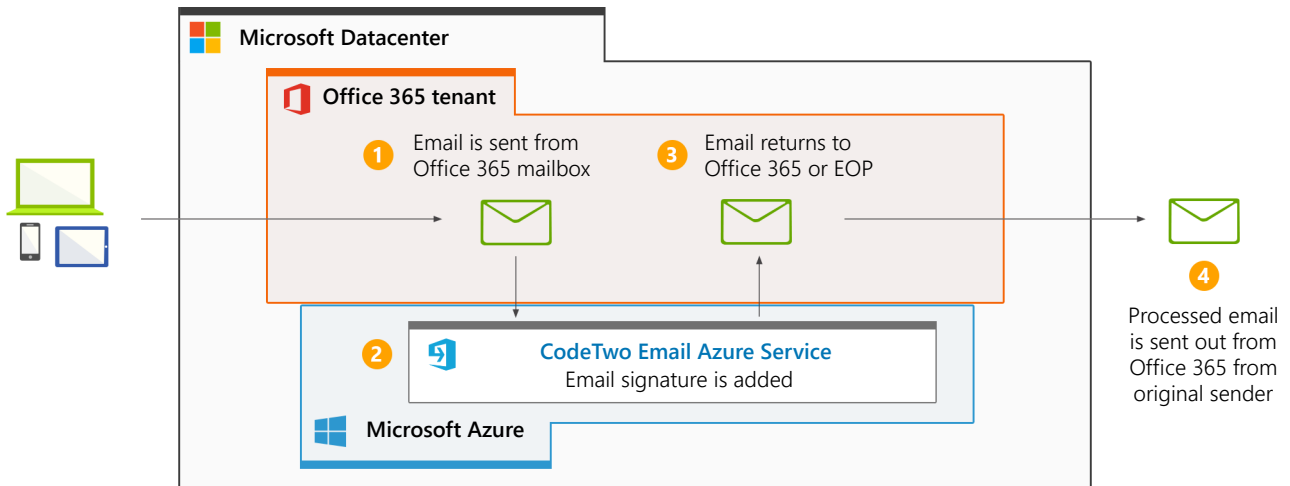 Microsoft Datacenter
Office 365 tenant
1
Email is sent from
Office 365 mailbox
3
Email returns to
Office 365 or EOP
2
CodeTwo Email Azure Service
Email signature is added
Microsoft Azure
4
Processed email
is sent out from
Office 365 from
original sender